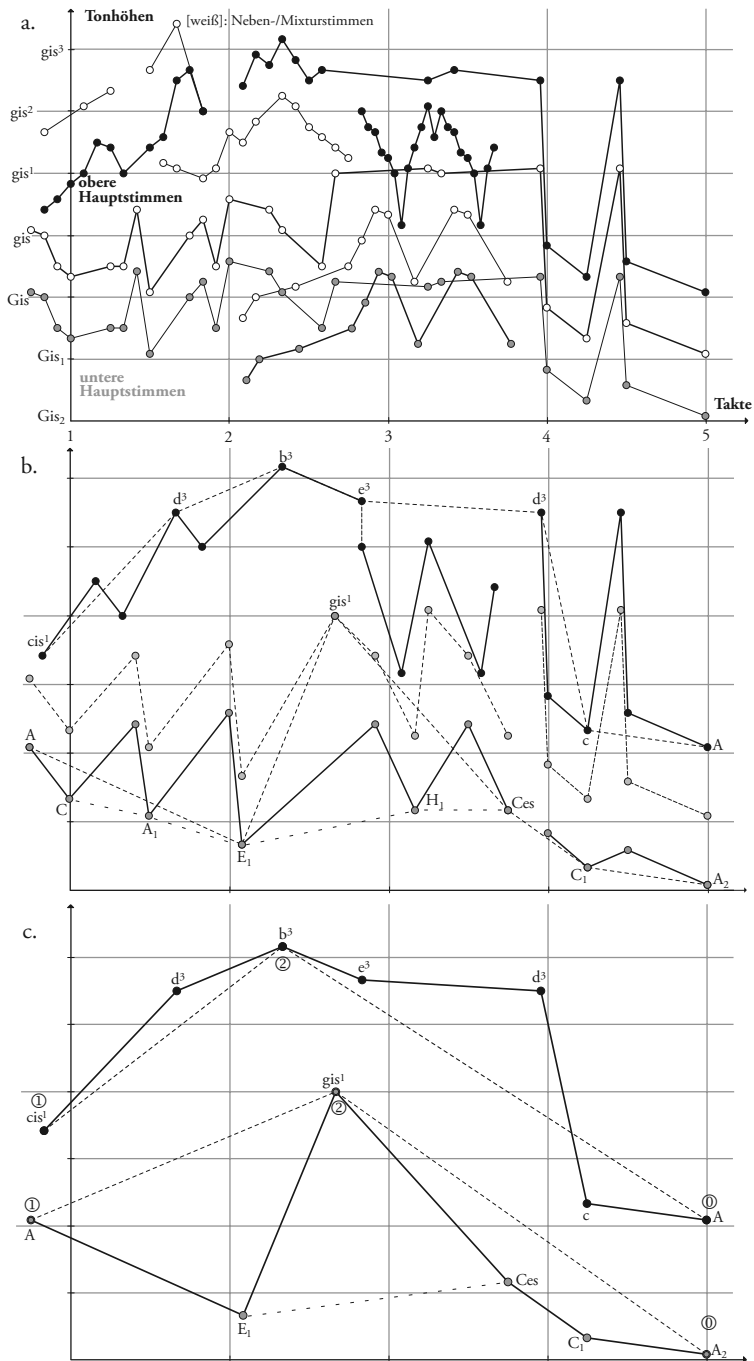 a.
Tonhöhen
[weiß]: Neben-/Mixturstimmen
gis³
gis²
gis¹
obere
Hauptstimmen
gis
Gis
Gis₁
untere
Hauptstimmen
Gis₂
Takte
1 2 3 4 5
b.
b³
d³ e³ d³
gis¹
cis¹
A c A
C A₁ H₁ Ces
E₁ C₁ A₂
c.
b³
②
d³ e³ d³
gis¹
②
①
cis¹
① ⓪
A c A
Ces
E₁ ⓪
C₁ A₂